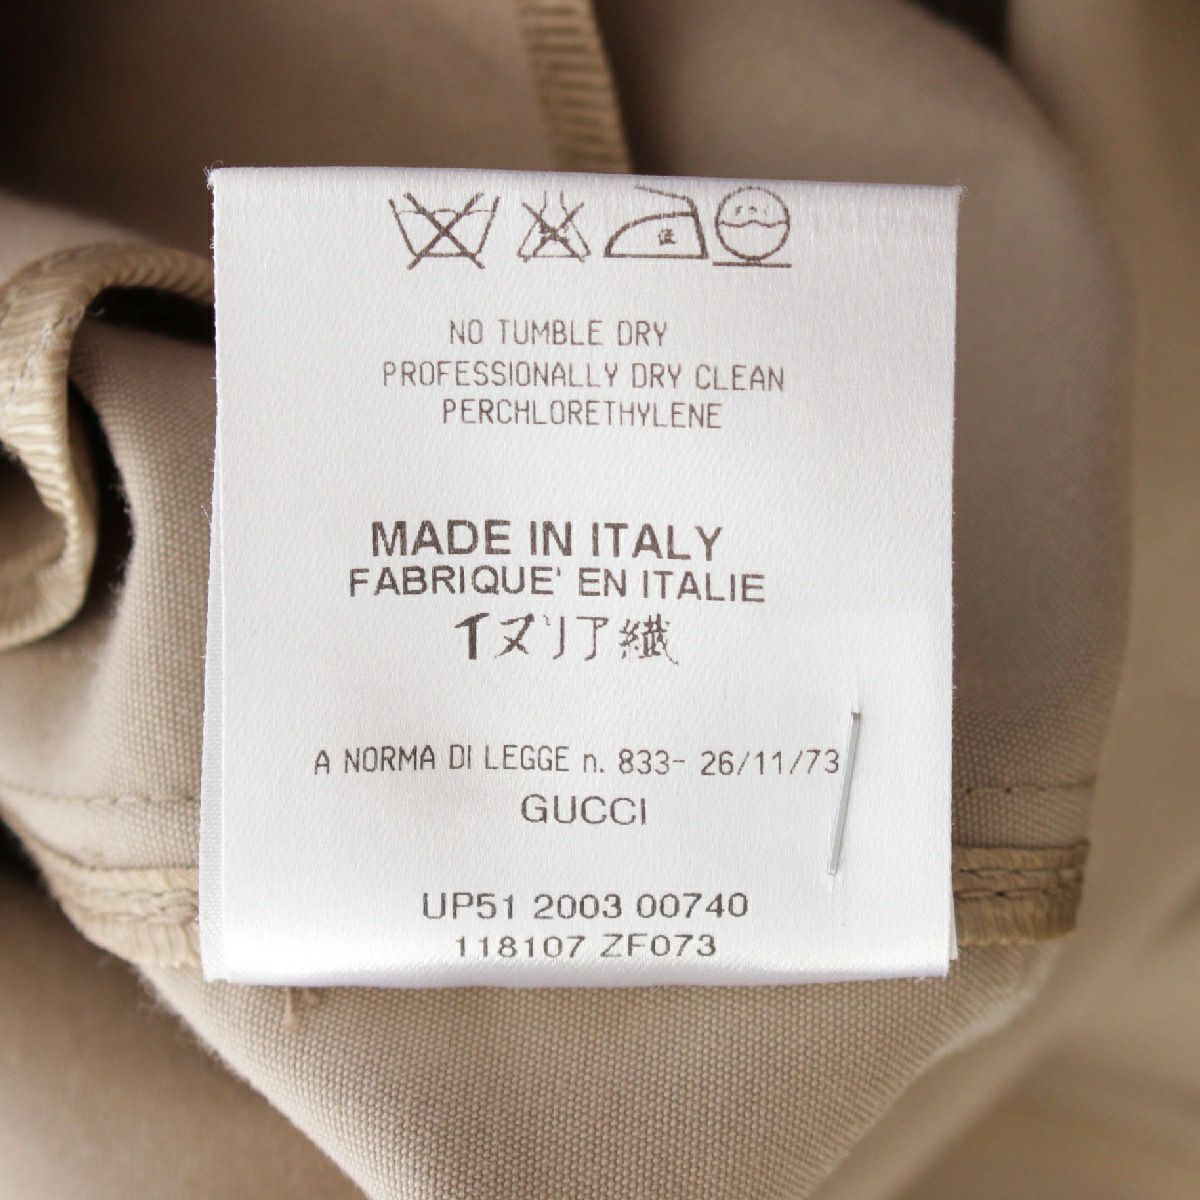 低
NO TUMBLE DRY
PROFESSIONALLY DRY CLEAN
PERCHLORETHYLENE
MADE IN ITALY
FABRIQUE' EN ITALIE
イヌリア織
A NORMA DI LEGGE n. 833- 26/11/73
GUCCI
UP51 2003 00740
118107 ZF073